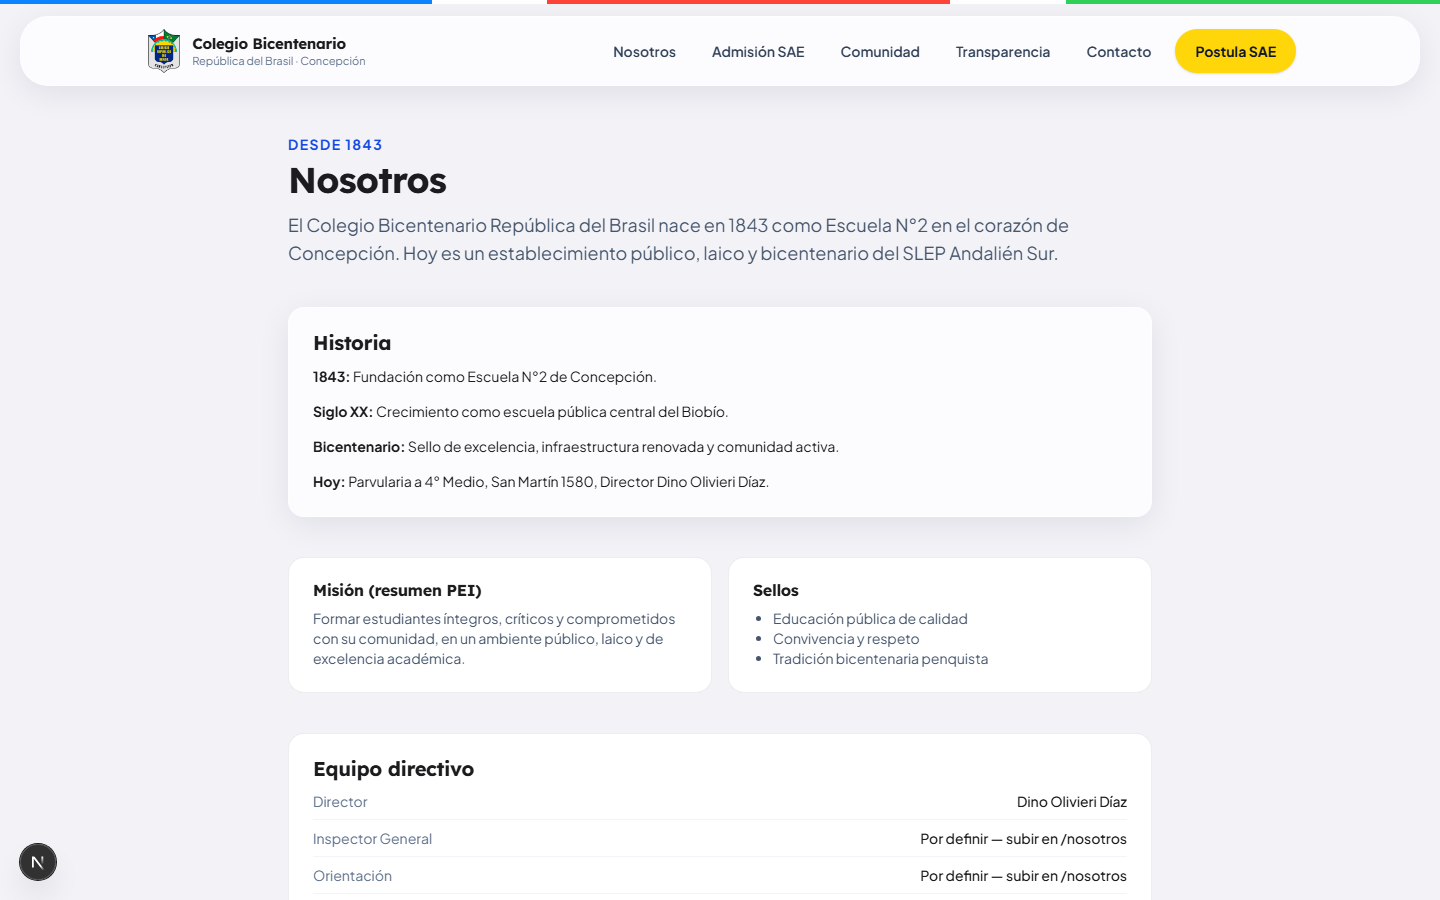 Colegio Bicentenario
República del Brasil · Concepción
Nosotros
Admisión SAE
Comunidad
Transparencia
Contacto
Postula SAE
DESDE 1843
Nosotros
El Colegio Bicentenario República del Brasil nace en 1843 como Escuela N°2 en el corazón de
Concepción. Hoy es un establecimiento público, laico y bicentenario del SLEP Andalién Sur.
Historia
1843: Fundación como Escuela N°2 de Concepción.
Siglo XX: Crecimiento como escuela pública central del Biobío.
Bicentenario: Sello de excelencia, infraestructura renovada y comunidad activa.
Hoy: Parvularia a 4° Medio, San Martín 1580, Director Dino Olivieri Díaz.
Misión (resumen PEI)
Formar estudiantes íntegros, críticos y comprometidos
con su comunidad, en un ambiente público, laico y de
excelencia académica.
Sellos
• Educación pública de calidad
• Convivencia y respeto
• Tradición bicentenaria penquista
Equipo directivo
Director
Dino Olivieri Díaz
Inspector General
Por definir — subir en /nosotros
Orientación
Por definir — subir en /nosotros
N